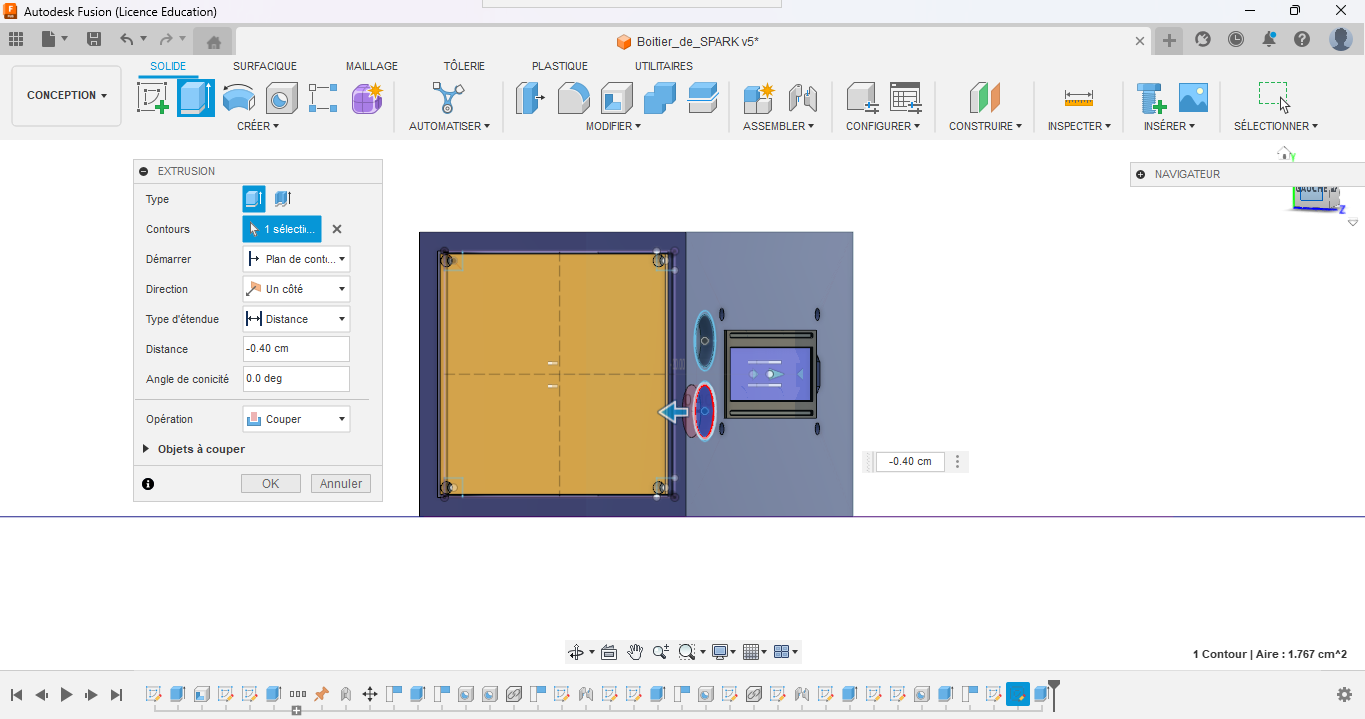 Autodesk Fusion (Licence Education)
Boitier_de_SPARK v5*
SOLIDE SURFACIQUE MAILLAGE TÔLERIE PLASTIQUE UTILITAIRES
CONCEPTION
CRÉER AUTOMATISER MODIFIER ASSEMBLER CONFIGURER CONSTRUIRE INSPECTER INSÉRER SÉLECTIONNER
EXTRUSION
NAVIGATEUR
Type
Contours 1 sélecti...
Démarrer Plan de cont...
Direction Un côté
Type d'étendue Distance
Distance -0.40 cm
Angle de conicité 0.0 deg
Opération Couper
Objets à couper
OK Annuler
Y
GAUCHE
Z
-0.40 cm
1 Contour | Aire : 1.767 cm^2